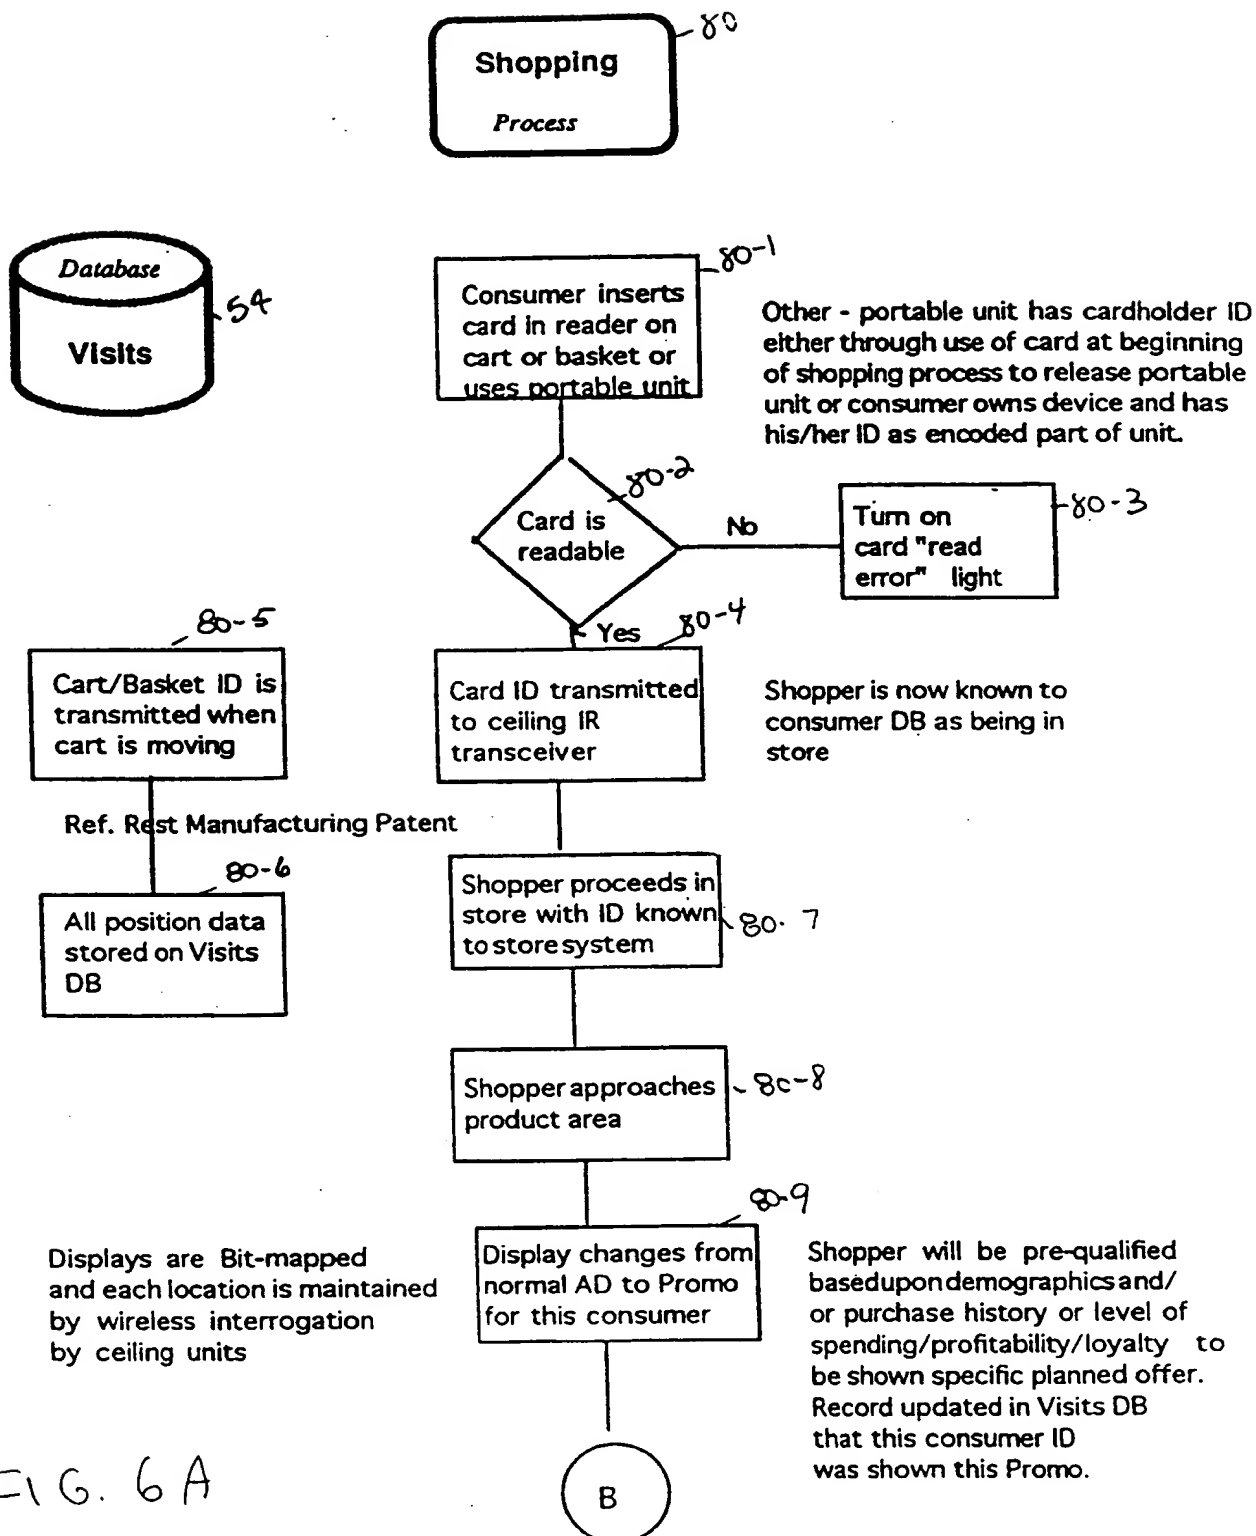 80
Shopping
Process
Database
Visits
54
80-1
Consumer inserts
card in reader on
cart or basket or
uses portable unit
Other - portable unit has cardholder ID
either through use of card at beginning
of shopping process to release portable
unit or consumer owns device and has
his/her ID as encoded part of unit.
80-2
Card is
readable
No
80-3
Turn on
card "read
error" light
Yes
80-4
80-5
Cart/Basket ID is
transmitted when
cart is moving
Card ID transmitted
to ceiling IR
transceiver
Shopper is now known to
consumer DB as being in
store
Ref. Rest Manufacturing Patent
80-6
All position data
stored on Visits
DB
Shopper proceeds in
store with ID known
to store system
80-7
Shopper approaches
product area
80-8
80-9
Displays are Bit-mapped
and each location is maintained
by wireless interrogation
by ceiling units
Display changes from
normal AD to Promo
for this consumer
Shopper will be pre-qualified
based upon demographics and/
or purchase history or level of
spending/profitability/loyalty to
be shown specific planned offer.
Record updated in Visits DB
that this consumer ID
was shown this Promo.
B
FIG. 6A